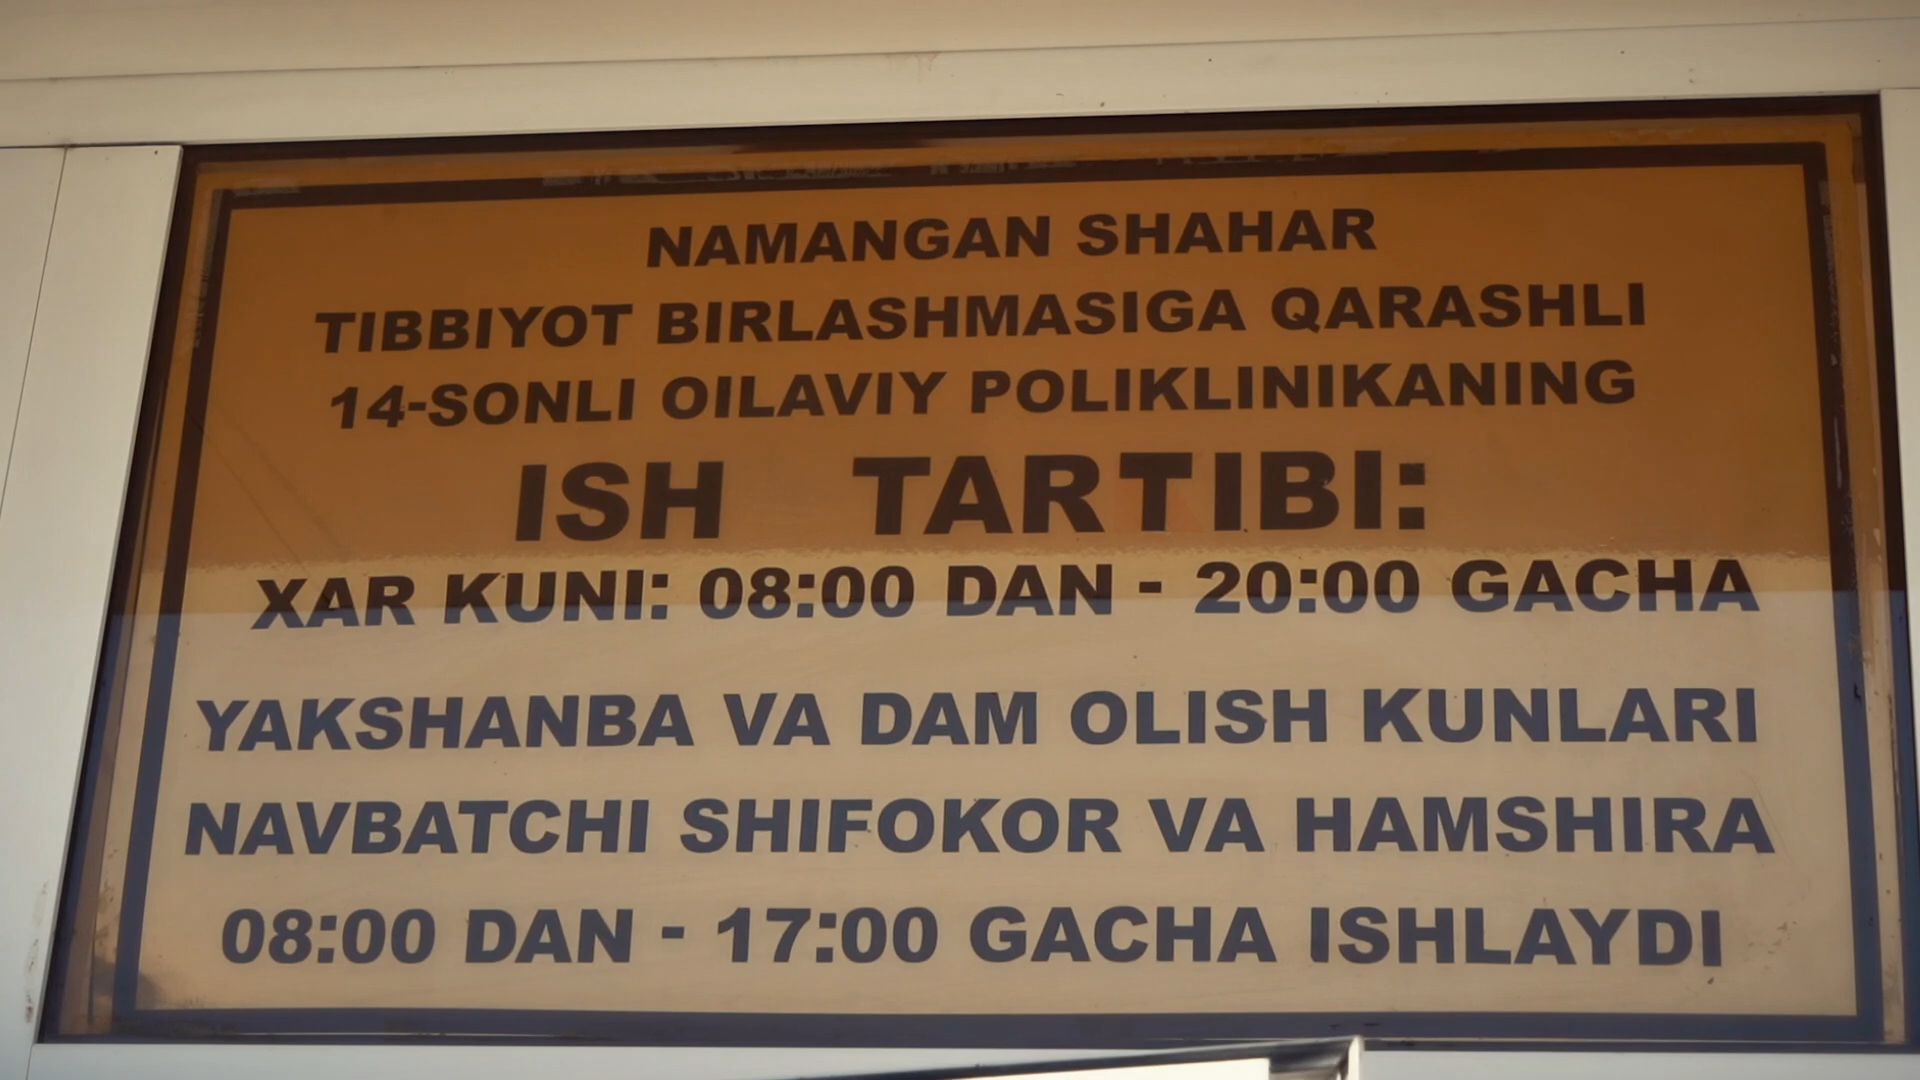 NAMANGAN SHAHAR
TIBBIYOT BIRLASHMASIGA QARASHLI
14-SONLI OILAVIY POLIKLINIKANING
ISH TARTIBI:
XAR KUNI: 08:00 DAN - 20:00 GACHA
YAKSHANBA VA DAM OLISH KUNLARI
NAVBATCHI SHIFOKOR VA HAMSHIRA
08:00 DAN - 17:00 GACHA ISHLAYDI